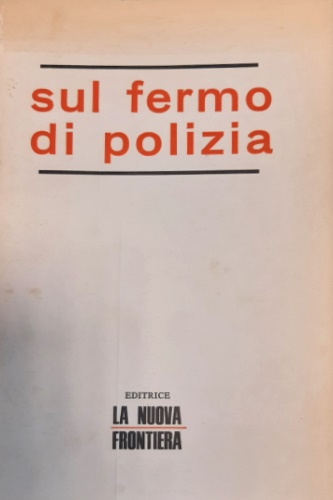 sul fermo
di polizia
EDITRICE
LA NUOVA
FRONTIERA